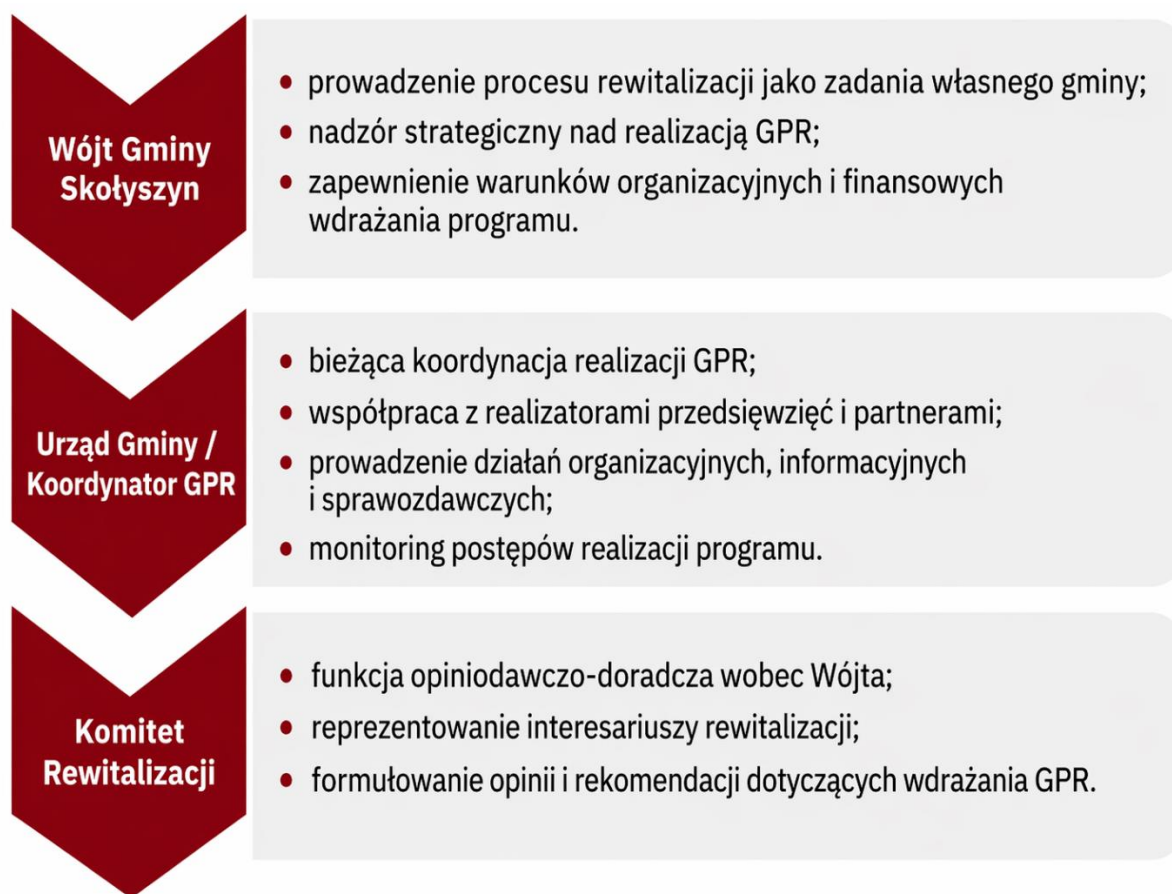 Wójt Gminy
Skołyszyn
• prowadzenie procesu rewitalizacji jako zadania własnego gminy;
• nadzór strategiczny nad realizacją GPR;
• zapewnienie warunków organizacyjnych i finansowych
wdrażania programu.
Urząd Gminy /
Koordynator GPR
• bieżąca koordynacja realizacji GPR;
• współpraca z realizatorami przedsięwzięć i partnerami;
• prowadzenie działań organizacyjnych, informacyjnych
i sprawozdawczych;
• monitoring postępów realizacji programu.
Komitet
Rewitalizacji
• funkcja opiniodawczo-doradcza wobec Wójta;
• reprezentowanie interesariuszy rewitalizacji;
• formułowanie opinii i rekomendacji dotyczących wdrażania GPR.